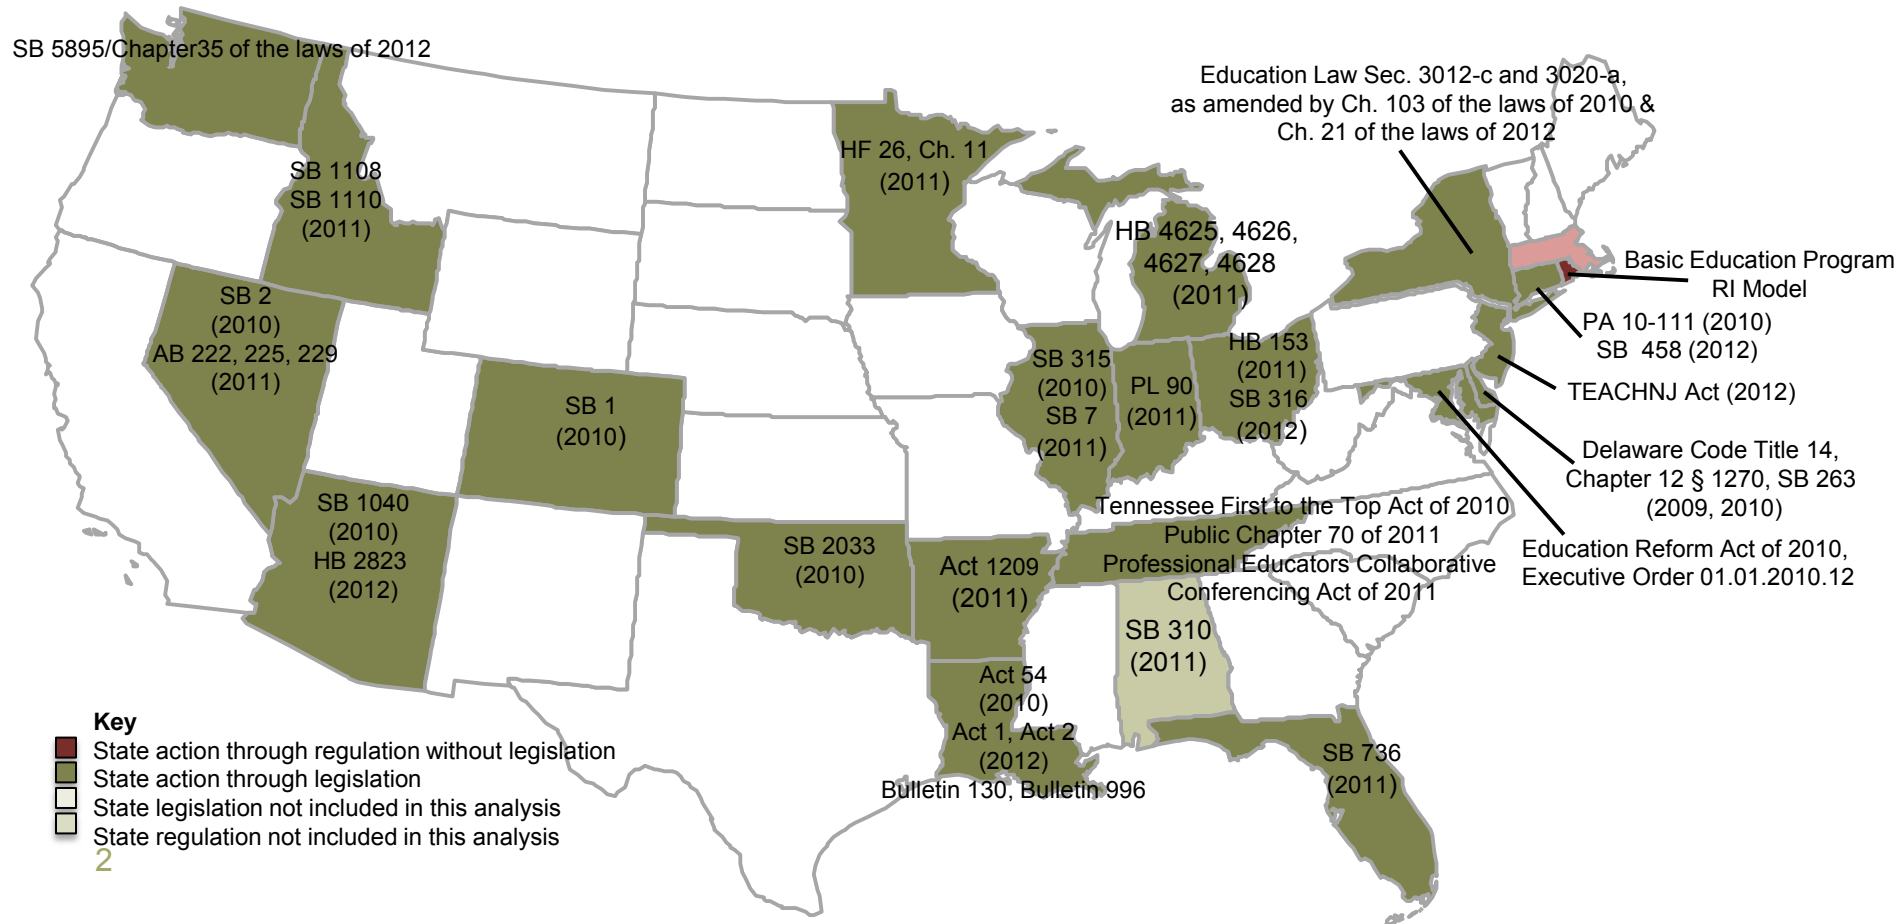 SB 5895/Chapter35 of the laws of 2012
Education Law Sec. 3012-c and 3020-a,
as amended by Ch. 103 of the laws of 2010 &
Ch. 21 of the laws of 2012
HF 26, Ch. 11
(2011)
SB 1108
SB 1110
(2011)
HB 4625, 4626,
4627, 4628
(2011)
Basic Education Program
RI Model
SB 2
(2010)
AB 222, 225, 229
(2011)
PA 10-111 (2010)
SB 458 (2012)
SB 315
(2010)
SB 7
(2011)
PL 90
(2011)
HB 153
(2011)
SB 316
(2012)
TEACHNJ Act (2012)
SB 1
(2010)
Delaware Code Title 14,
Chapter 12 § 1270, SB 263
(2009, 2010)
SB 1040
(2010)
HB 2823
(2012)
Tennessee First to the Top Act of 2010
Public Chapter 70 of 2011
Professional Educators Collaborative
Conferencing Act of 2011
Education Reform Act of 2010,
Executive Order 01.01.2010.12
SB 2033
(2010)
Act 1209
(2011)
SB 310
(2011)
Act 54
(2010)
Act 1, Act 2
(2012)
Bulletin 130, Bulletin 996
SB 736
(2011)
Key
State action through regulation without legislation
State action through legislation
State legislation not included in this analysis
State regulation not included in this analysis
2